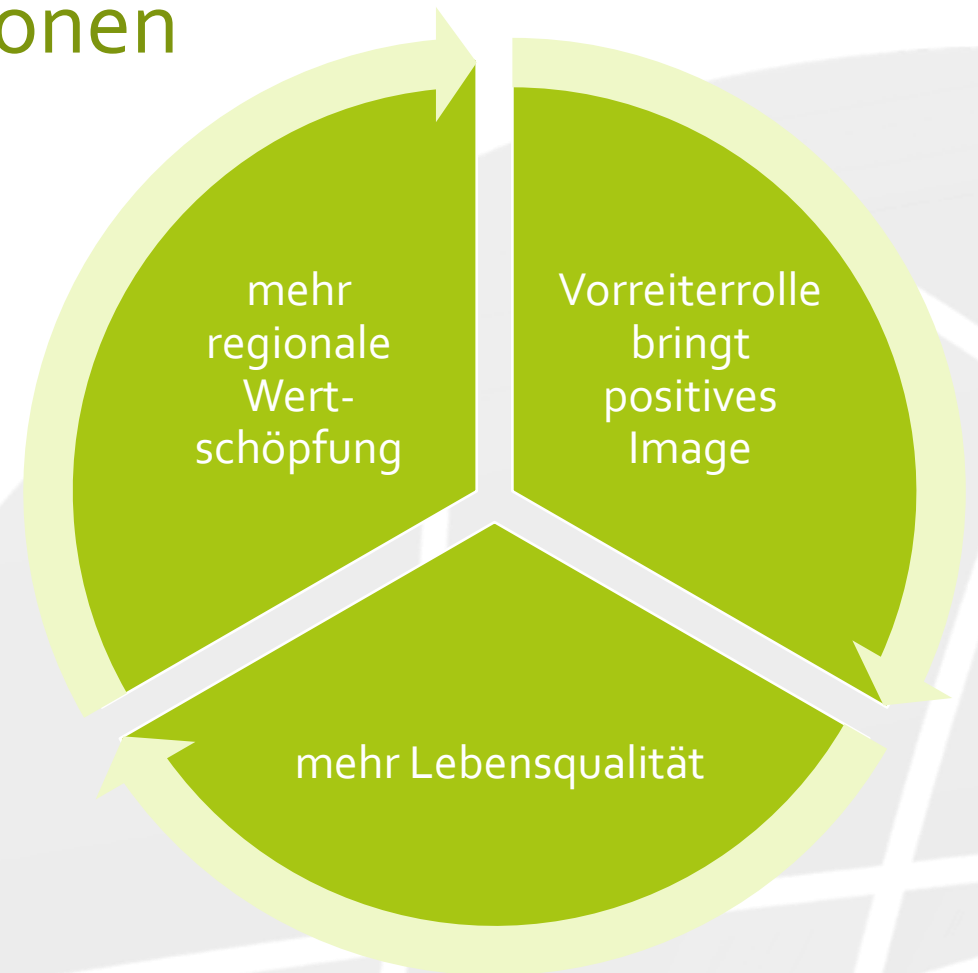 onen
mehr
regionale
Wert-
schöpfung
Vorreiterrolle
bringt
positives
Image
mehr Lebensqualität